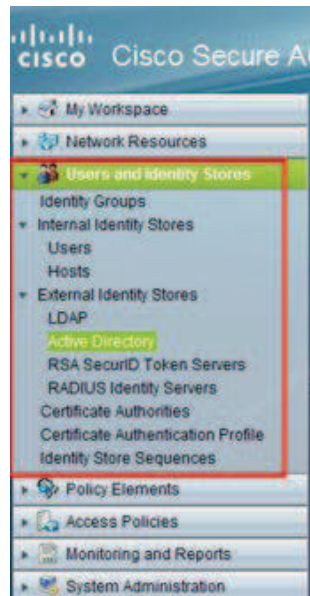 cisco Cisco Secure A
My Workspace
Network Resources
Users and Identity Stores
Identity Groups
Internal Identity Stores
Users
Hosts
External Identity Stores
LDAP
Active Directory
RSA SecurID Token Servers
RADIUS Identity Servers
Certificate Authorities
Certificate Authentication Profile
Identity Store Sequences
Policy Elements
Access Policies
Monitoring and Reports
System Administration